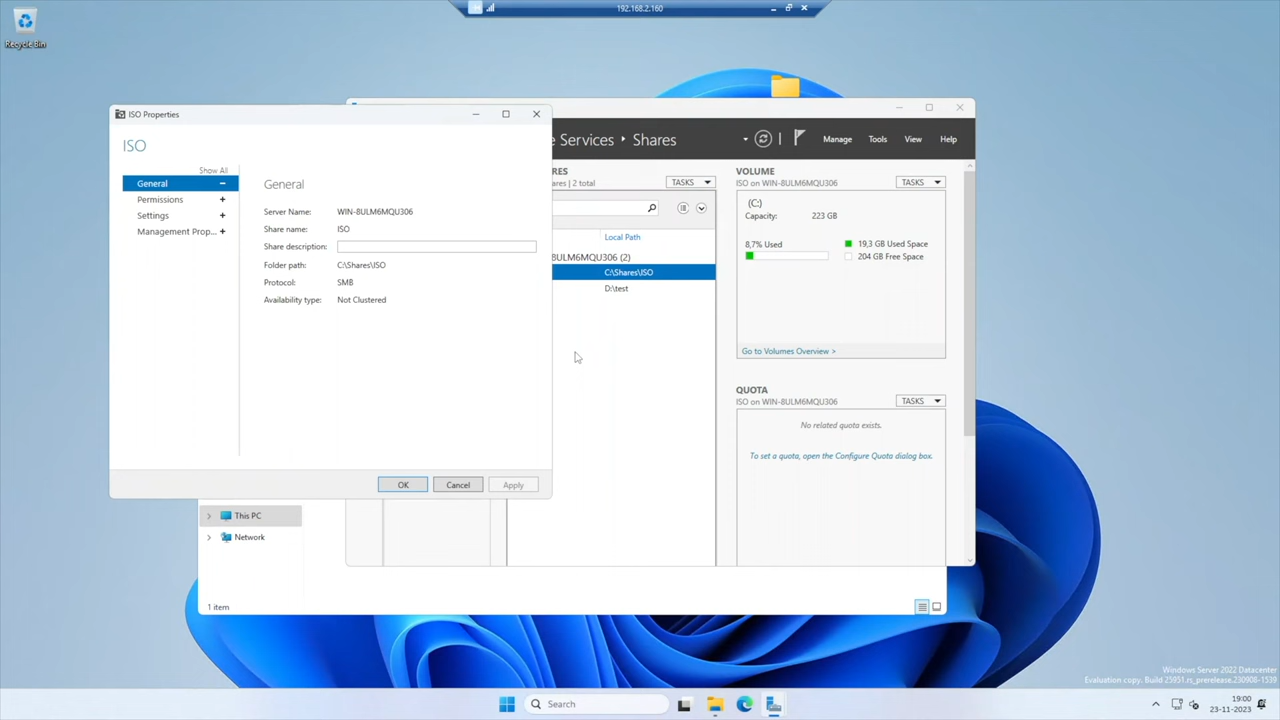 192.168.2.160
Recycle Bin
ISO Properties
ISO
Show All
General
Permissions
Settings
Management Prop...
General
Server Name: WIN-8ULM6MQU306
Share name: ISO
Share description:
Folder path: C:\Shares\ISO
Protocol: SMB
Availability type: Not Clustered
OK Cancel Apply
e Services Shares
Manage Tools View Help
RES
hares | 2 total
TASKS
Local Path
8ULM6MQU306 (2)
C:\Shares\ISO
D:\test
VOLUME
ISO on WIN-8ULM6MQU306
TASKS
(C:)
Capacity: 223 GB
8,7% Used
19,3 GB Used Space
204 GB Free Space
Go to Volumes Overview >
QUOTA
ISO on WIN-8ULM6MQU306
TASKS
No related quota exists.
To set a quota, open the Configure Quota dialog box.
This PC
Network
1 item
Windows Server 2022 Datacenter
Evaluation copy. Build 25951.rs_prerelease.230908-1539
Search
19:00
23-11-2023